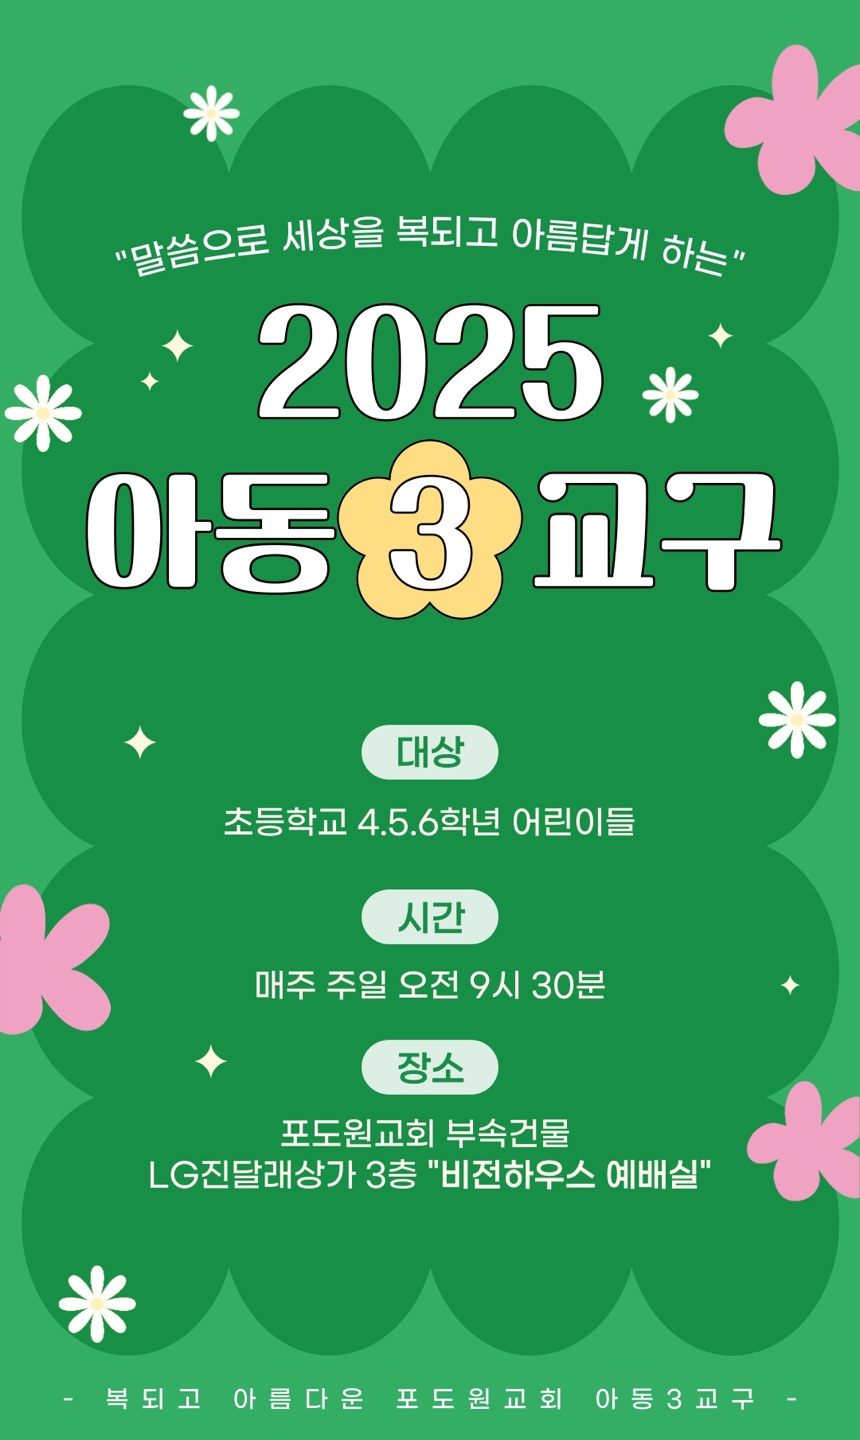 "말씀으로 세상을 복되고 아름답게 하는"
2025
아동3교구
대상
초등학교 4.5.6학년 어린이들
시간
매주 주일 오전 9시 30분
장소
포도원교회 부속건물
LG진달래상가 3층 "비전하우스 예배실"
- 복되고 아름다운 포도원교회 아동3교구 -